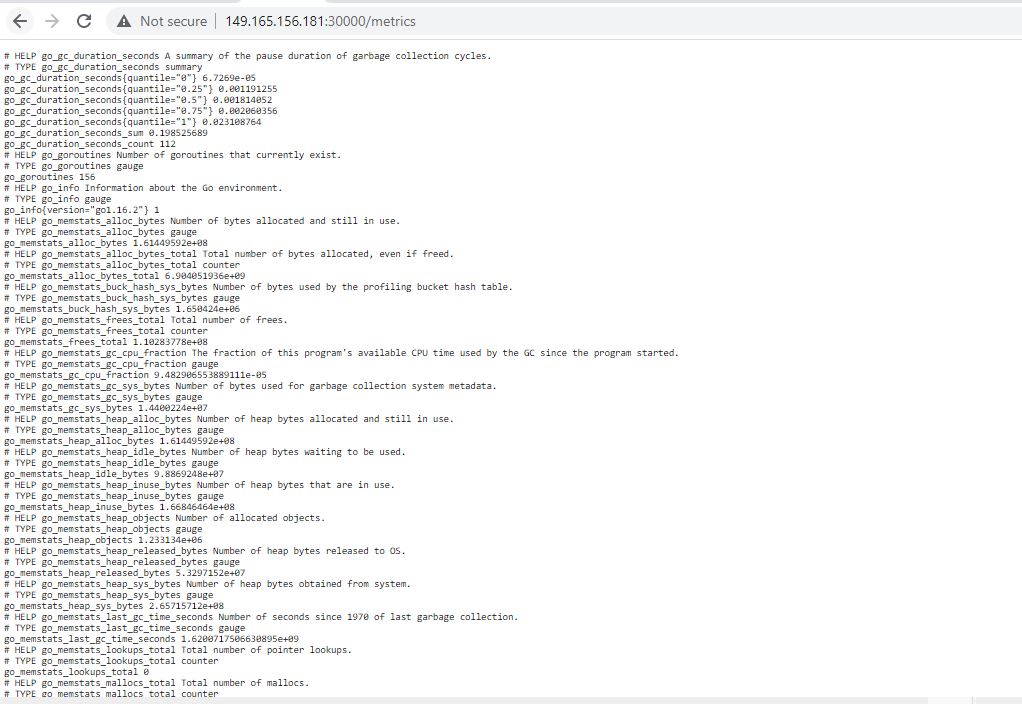 Not secure 149.165.156.181:30000/metrics
# HELP go_gc_duration_seconds A summary of the pause duration of garbage collection cycles.
# TYPE go_gc_duration_seconds summary
go_gc_duration_seconds{quantile="0"} 6.7269e-05
go_gc_duration_seconds{quantile="0.25"} 0.001191255
go_gc_duration_seconds{quantile="0.5"} 0.001814052
go_gc_duration_seconds{quantile="0.75"} 0.002060356
go_gc_duration_seconds{quantile="1"} 0.023108764
go_gc_duration_seconds_sum 0.198525689
go_gc_duration_seconds_count 112
# HELP go_goroutines Number of goroutines that currently exist.
# TYPE go_goroutines gauge
go_goroutines 156
# HELP go_info Information about the Go environment.
# TYPE go_info gauge
go_info{version="go1.16.2"} 1
# HELP go_memstats_alloc_bytes Number of bytes allocated and still in use.
# TYPE go_memstats_alloc_bytes gauge
go_memstats_alloc_bytes 1.61449592e+08
# HELP go_memstats_alloc_bytes_total Total number of bytes allocated, even if freed.
# TYPE go_memstats_alloc_bytes_total counter
go_memstats_alloc_bytes_total 6.904051936e+09
# HELP go_memstats_buck_hash_sys_bytes Number of bytes used by the profiling bucket hash table.
# TYPE go_memstats_buck_hash_sys_bytes gauge
go_memstats_buck_hash_sys_bytes 1.650424e+06
# HELP go_memstats_frees_total Total number of frees.
# TYPE go_memstats_frees_total counter
go_memstats_frees_total 1.10283778e+08
# HELP go_memstats_gc_cpu_fraction The fraction of this program's available CPU time used by the GC since the program started.
# TYPE go_memstats_gc_cpu_fraction gauge
go_memstats_gc_cpu_fraction 9.482906553889111e-05
# HELP go_memstats_gc_sys_bytes Number of bytes used for garbage collection system metadata.
# TYPE go_memstats_gc_sys_bytes gauge
go_memstats_gc_sys_bytes 1.4400224e+07
# HELP go_memstats_heap_alloc_bytes Number of heap bytes allocated and still in use.
# TYPE go_memstats_heap_alloc_bytes gauge
go_memstats_heap_alloc_bytes 1.61449592e+08
# HELP go_memstats_heap_idle_bytes Number of heap bytes waiting to be used.
# TYPE go_memstats_heap_idle_bytes gauge
go_memstats_heap_idle_bytes 9.8869248e+07
# HELP go_memstats_heap_inuse_bytes Number of heap bytes that are in use.
# TYPE go_memstats_heap_inuse_bytes gauge
go_memstats_heap_inuse_bytes 1.66846464e+08
# HELP go_memstats_heap_objects Number of allocated objects.
# TYPE go_memstats_heap_objects gauge
go_memstats_heap_objects 1.233134e+06
# HELP go_memstats_heap_released_bytes Number of heap bytes released to OS.
# TYPE go_memstats_heap_released_bytes gauge
go_memstats_heap_released_bytes 5.3297152e+07
# HELP go_memstats_heap_sys_bytes Number of heap bytes obtained from system.
# TYPE go_memstats_heap_sys_bytes gauge
go_memstats_heap_sys_bytes 2.65715712e+08
# HELP go_memstats_last_gc_time_seconds Number of seconds since 1970 of last garbage collection.
# TYPE go_memstats_last_gc_time_seconds gauge
go_memstats_last_gc_time_seconds 1.6200717506630895e+09
# HELP go_memstats_lookups_total Total number of pointer lookups.
# TYPE go_memstats_lookups_total counter
go_memstats_lookups_total 0
# HELP go_memstats_mallocs_total Total number of mallocs.
# TYPE go_memstats_mallocs_total counter